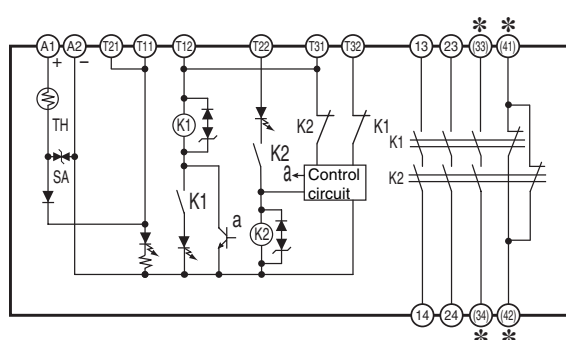 ✻ ✻
A1 A2 T21 T11 T12 T22 T31 T32 13 23 (33) (41)
+ −
TH K1 K2 K1 K1
SA K2 a Control circuit K2
K1 a K2
14 24 (34) (42)
✻ ✻